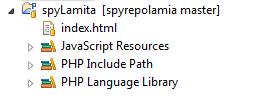 spyLamita [spyrepolamia master]
index.html
JavaScript Resources
PHP Include Path
PHP Language Library